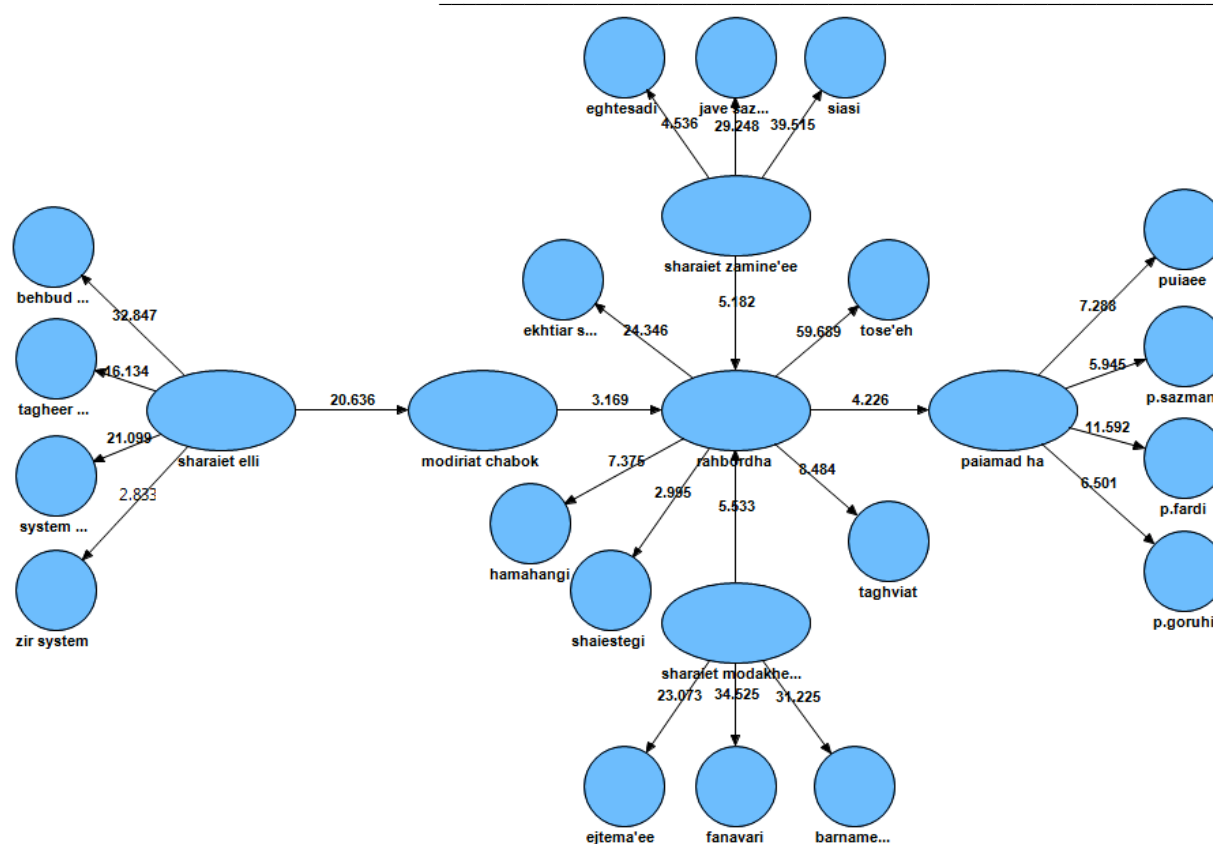 eghtesadi
jave saz...
siasi
4.536
29.248
39.515
sharaiet zamine'ee
5.182
behbud ...
32.847
tagheer ...
16.134
system ...
21.099
zir system
2.833
sharaiet elli
20.636
modiriat chabok
3.169
ekhtiar s...
24.346
tose'eh
59.689
rahbordha
4.226
hamahangi
7.375
shaiestegi
2.995
taghviat
8.484
5.533
paiamad ha
puiaee
7.288
p.sazman
5.945
p.fardi
11.592
p.goruhi
6.501
sharaiet modakhe...
23.073
34.525
31.225
ejtema'ee
fanavari
barname...